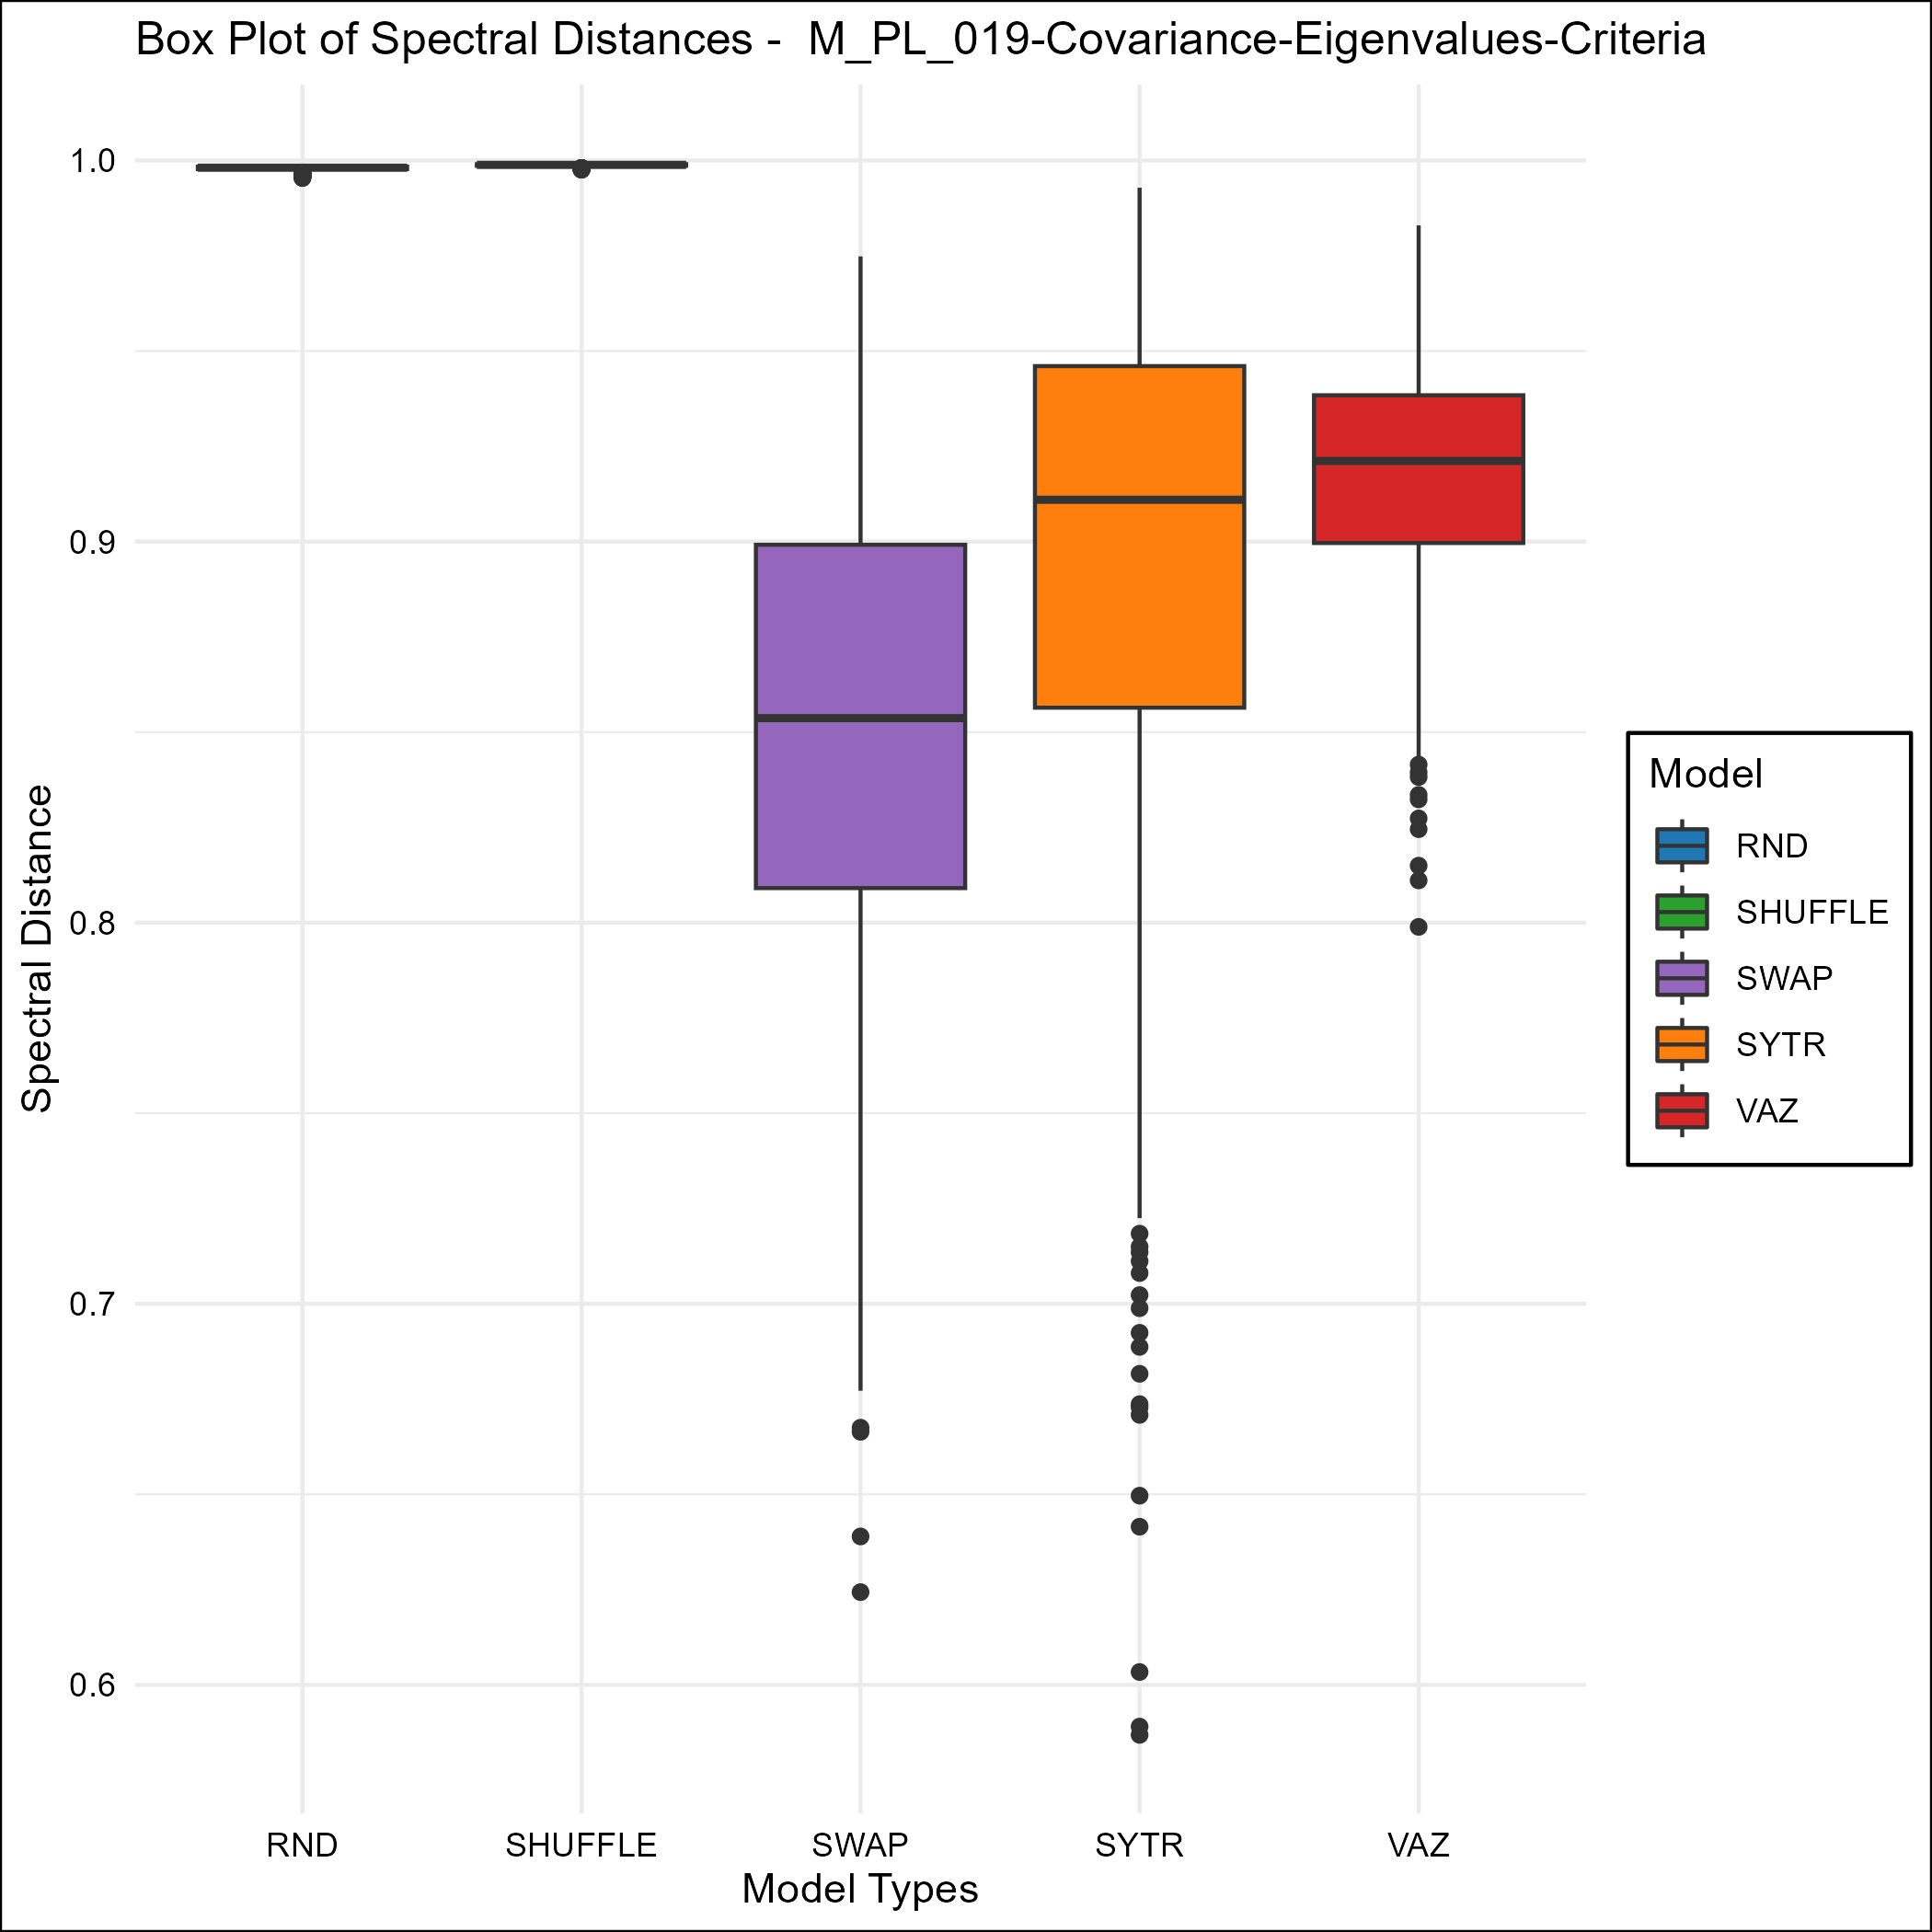 Box Plot of Spectral Distances -  M_PL_019-Covariance-Eigenvalues-Criteria
Spectral Distance
1.0
0.9
0.8
0.7
0.6
RND
SHUFFLE
SWAP
SYTR
VAZ
Model Types
Model
RND
SHUFFLE
SWAP
SYTR
VAZ